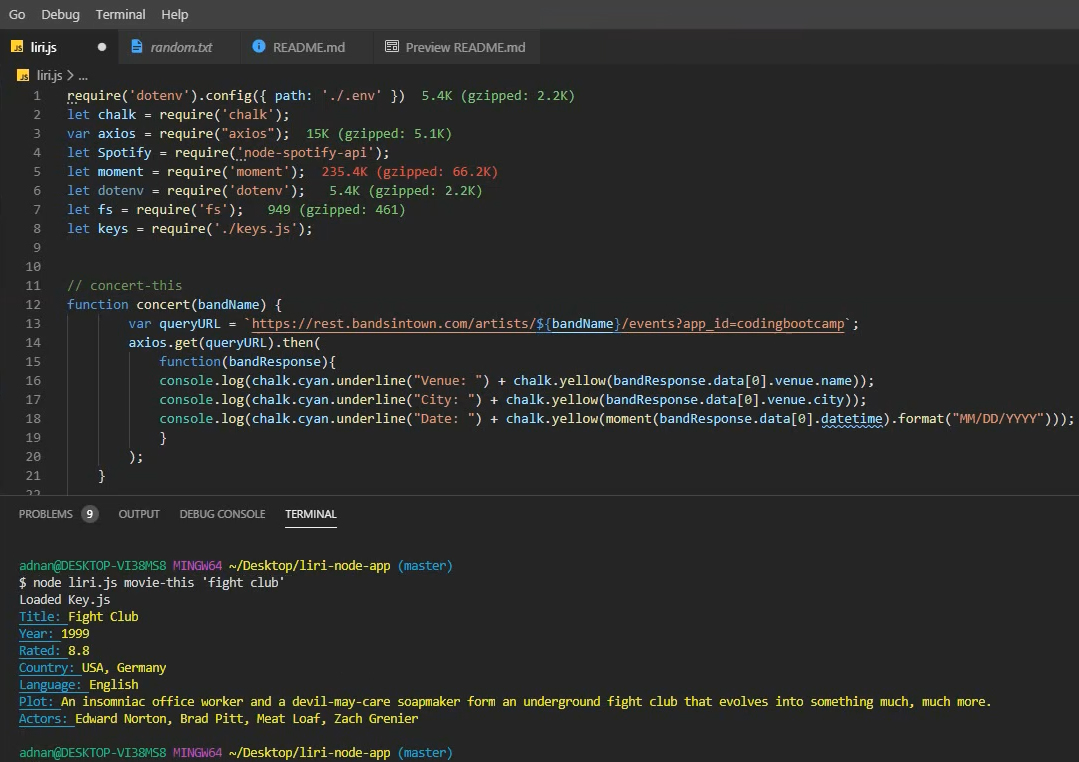 Go Debug Terminal Help
JS liri.js ● random.txt README.md Preview README.md
JS liri.js > ...
1 require('dotenv').config({ path: './.env' }) 5.4K (gzipped: 2.2K)
2 let chalk = require('chalk');
3 var axios = require("axios"); 15K (gzipped: 5.1K)
4 let Spotify = require('node-spotify-api');
5 let moment = require('moment'); 235.4K (gzipped: 66.2K)
6 let dotenv = require('dotenv'); 5.4K (gzipped: 2.2K)
7 let fs = require('fs'); 949 (gzipped: 461)
8 let keys = require('./keys.js');
9
10
11 // concert-this
12 function concert(bandName) {
13 var queryURL = `https://rest.bandsintown.com/artists/${bandName}/events?app_id=codingbootcamp`;
14 axios.get(queryURL).then(
15 function(bandResponse){
16 console.log(chalk.cyan.underline("Venue: ") + chalk.yellow(bandResponse.data[0].venue.name));
17 console.log(chalk.cyan.underline("City: ") + chalk.yellow(bandResponse.data[0].venue.city));
18 console.log(chalk.cyan.underline("Date: ") + chalk.yellow(moment(bandResponse.data[0].datetime).format("MM/DD/YYYY")));
19 }
20 );
21 }
22
PROBLEMS 9 OUTPUT DEBUG CONSOLE TERMINAL
adnan@DESKTOP-VI38MS8 MINGW64 ~/Desktop/liri-node-app (master)
$ node liri.js movie-this 'fight club'
Loaded Key.js
Title: Fight Club
Year: 1999
Rated: 8.8
Country: USA, Germany
Language: English
Plot: An insomniac office worker and a devil-may-care soapmaker form an underground fight club that evolves into something much, much more.
Actors: Edward Norton, Brad Pitt, Meat Loaf, Zach Grenier
adnan@DESKTOP-VI38MS8 MINGW64 ~/Desktop/liri-node-app (master)